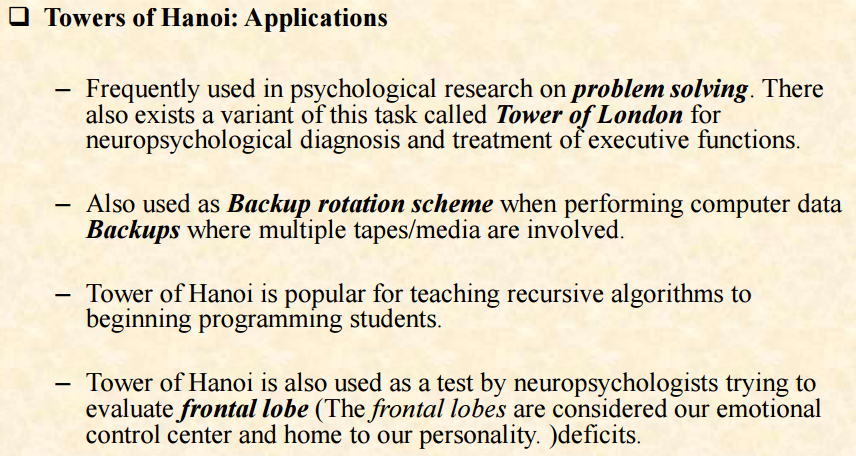 ❑ Towers of Hanoi: Applications
– Frequently used in psychological research on problem solving. There
also exists a variant of this task called Tower of London for
neuropsychological diagnosis and treatment of executive functions.
– Also used as Backup rotation scheme when performing computer data
Backups where multiple tapes/media are involved.
– Tower of Hanoi is popular for teaching recursive algorithms to
beginning programming students.
– Tower of Hanoi is also used as a test by neuropsychologists trying to
evaluate frontal lobe (The frontal lobes are considered our emotional
control center and home to our personality. )deficits.